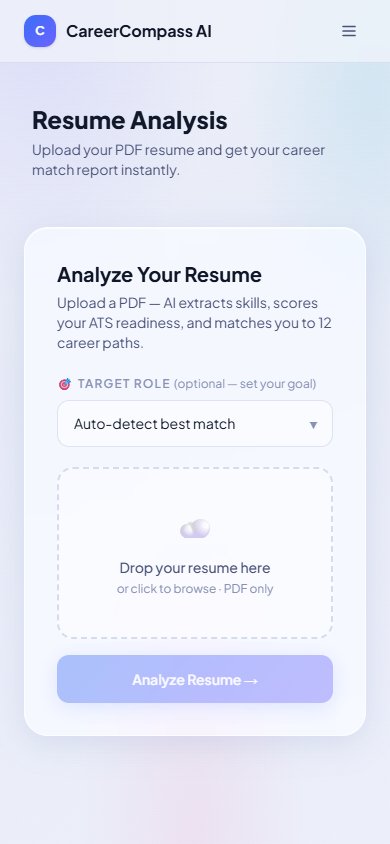 C CareerCompass AI
Resume Analysis
Upload your PDF resume and get your career
match report instantly.
Analyze Your Resume
Upload a PDF — AI extracts skills, scores
your ATS readiness, and matches you to 12
career paths.
🎯 TARGET ROLE (optional — set your goal)
Auto-detect best match
Drop your resume here
or click to browse · PDF only
Analyze Resume →